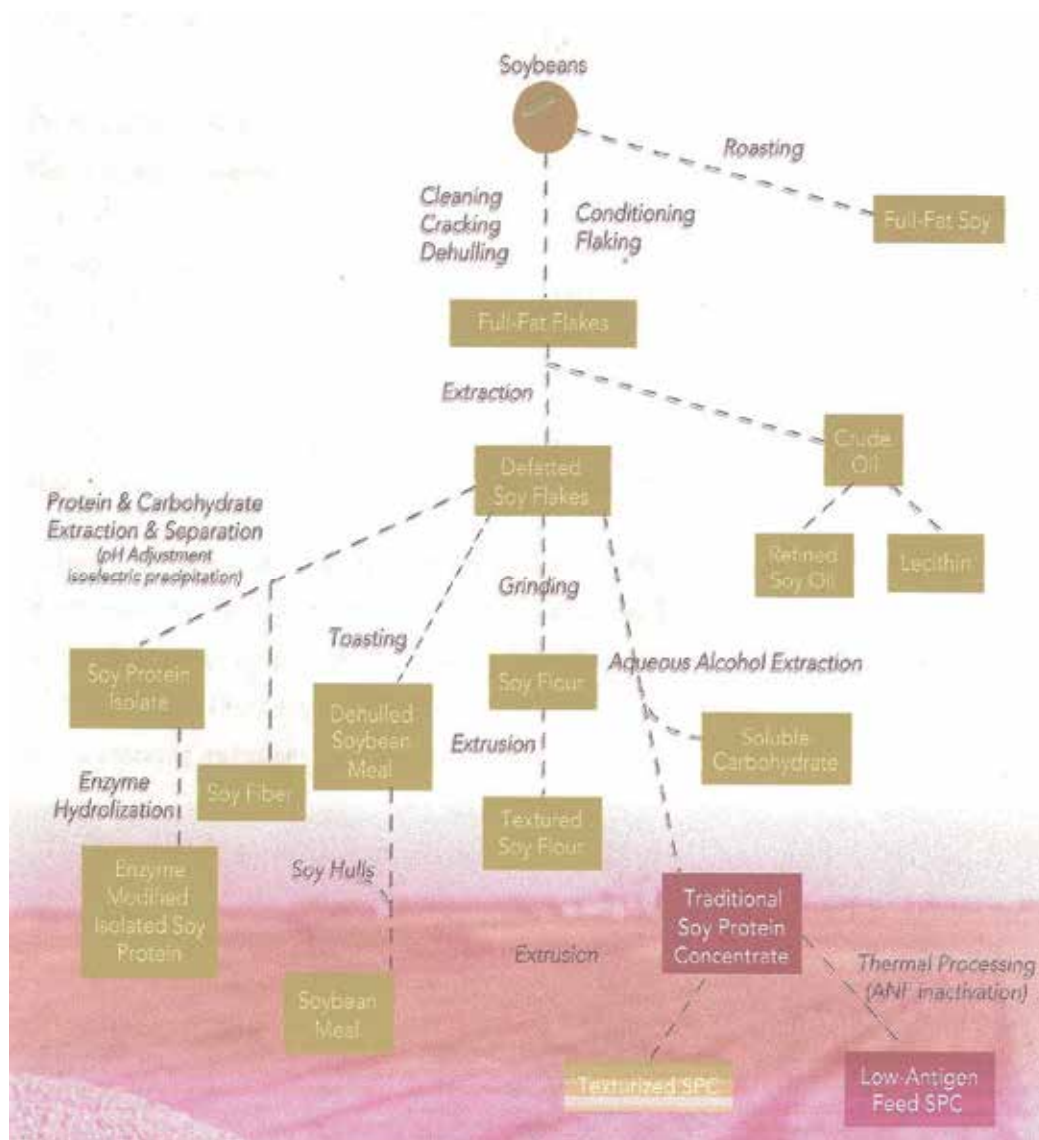 Soybeans
Roasting
Cleaning
Cracking
Dehulling
Conditioning
Flaking
Full-Fat Soy
Full-Fat Flakes
Extraction
Crude
Oil
Defatted
Soy Flakes
Protein & Carbohydrate
Extraction & Separation
(pH Adjustment
isoelectric precipitation)
Refined
Soy Oil
Lecithin
Grinding
Toasting
Aqueous Alcohol Extraction
Soy Protein
Isolate
Soy Flour
Dehulled
Soybean
Meal
Soluble
Carbohydrate
Extrusion
Enzyme
Hydrolization
Soy Fiber
Textured
Soy Flour
Soy Hulls
Enzyme
Modified
Isolated Soy
Protein
Traditional
Soy Protein
Concentrate
Extrusion
Thermal Processing
(ANF inactivation)
Soybean
Meal
Texturized SPC
Low-Antigen
Feed SPC